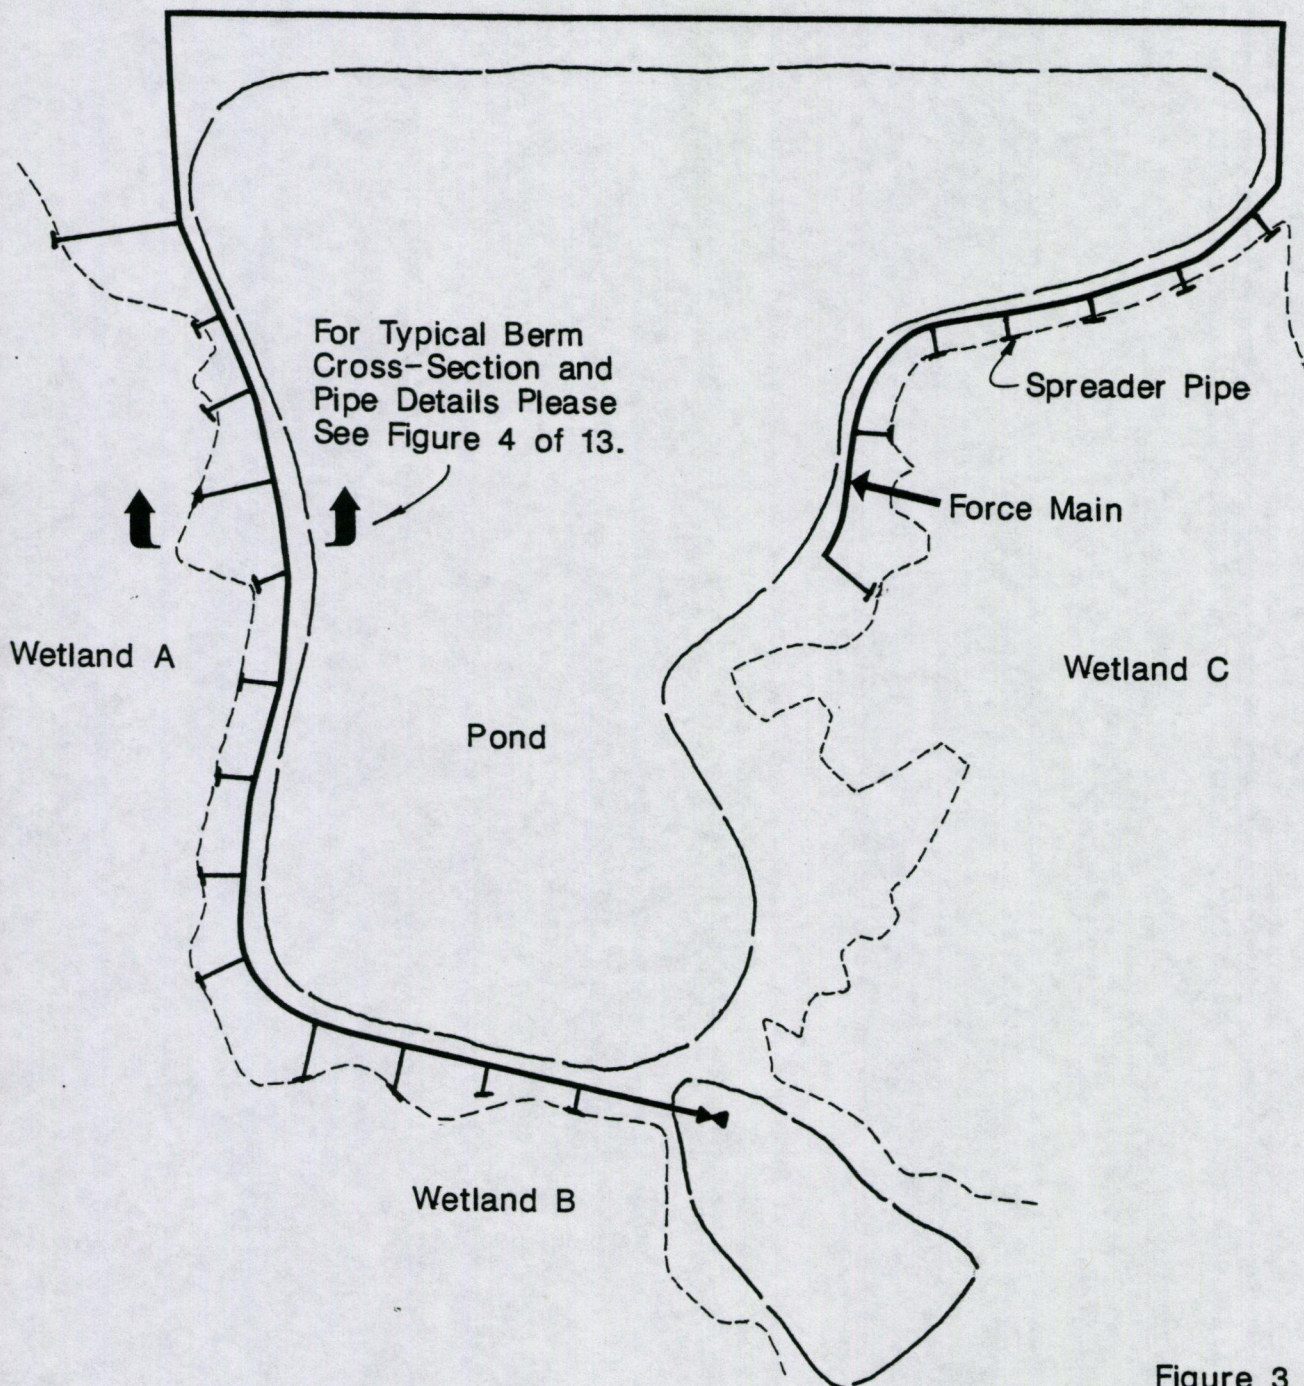 For Typical Berm
Cross-Section and
Pipe Details Please
See Figure 4 of 13.
Spreader Pipe
Force Main
Wetland A
Wetland C
Pond
Wetland B
Figure 3